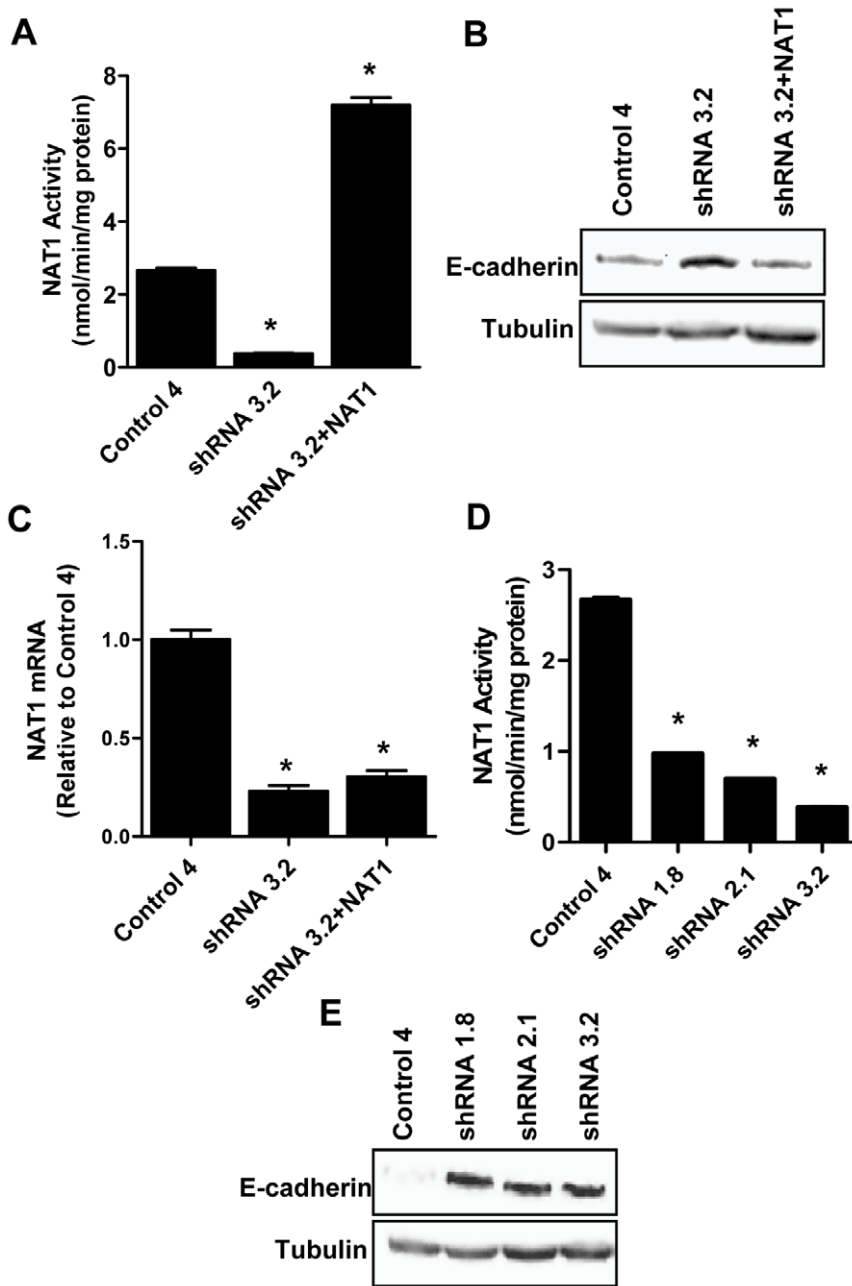 A
NAT1 Activity
(nmol/min/mg protein)
8
6
4
2
0
*
*
Control 4
shRNA 3.2
shRNA 3.2+NAT1
B
Control 4
shRNA 3.2
shRNA 3.2+NAT1
E-cadherin
Tubulin
C
NAT1 mRNA
(Relative to Control 4)
1.5
1.0
0.5
0.0
*
*
Control 4
shRNA 3.2
shRNA 3.2+NAT1
D
NAT1 Activity
(nmol/min/mg protein)
3
2
1
0
*
*
*
Control 4
shRNA 1.8
shRNA 2.1
shRNA 3.2
E
Control 4
shRNA 1.8
shRNA 2.1
shRNA 3.2
E-cadherin
Tubulin